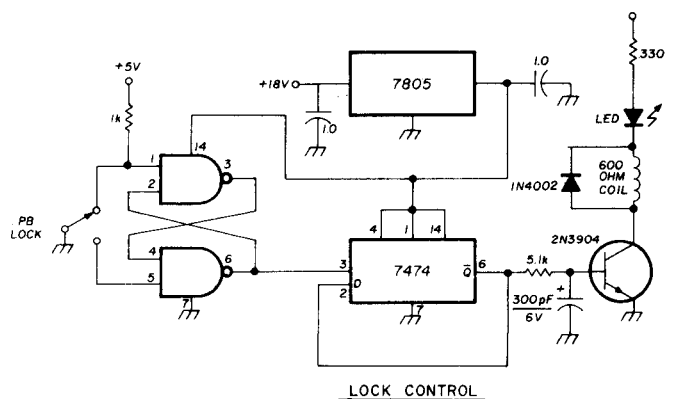 +5V
1k
14
1
2
3
4
5
6
7
PB
LOCK
+18V
1.0
7805
1.0
330
LED
1N4002
600
OHM
COIL
2N3904
4
1
14
3
D
2
7474
Q̅
6
7
5.1k
+
300pF
6V
LOCK CONTROL